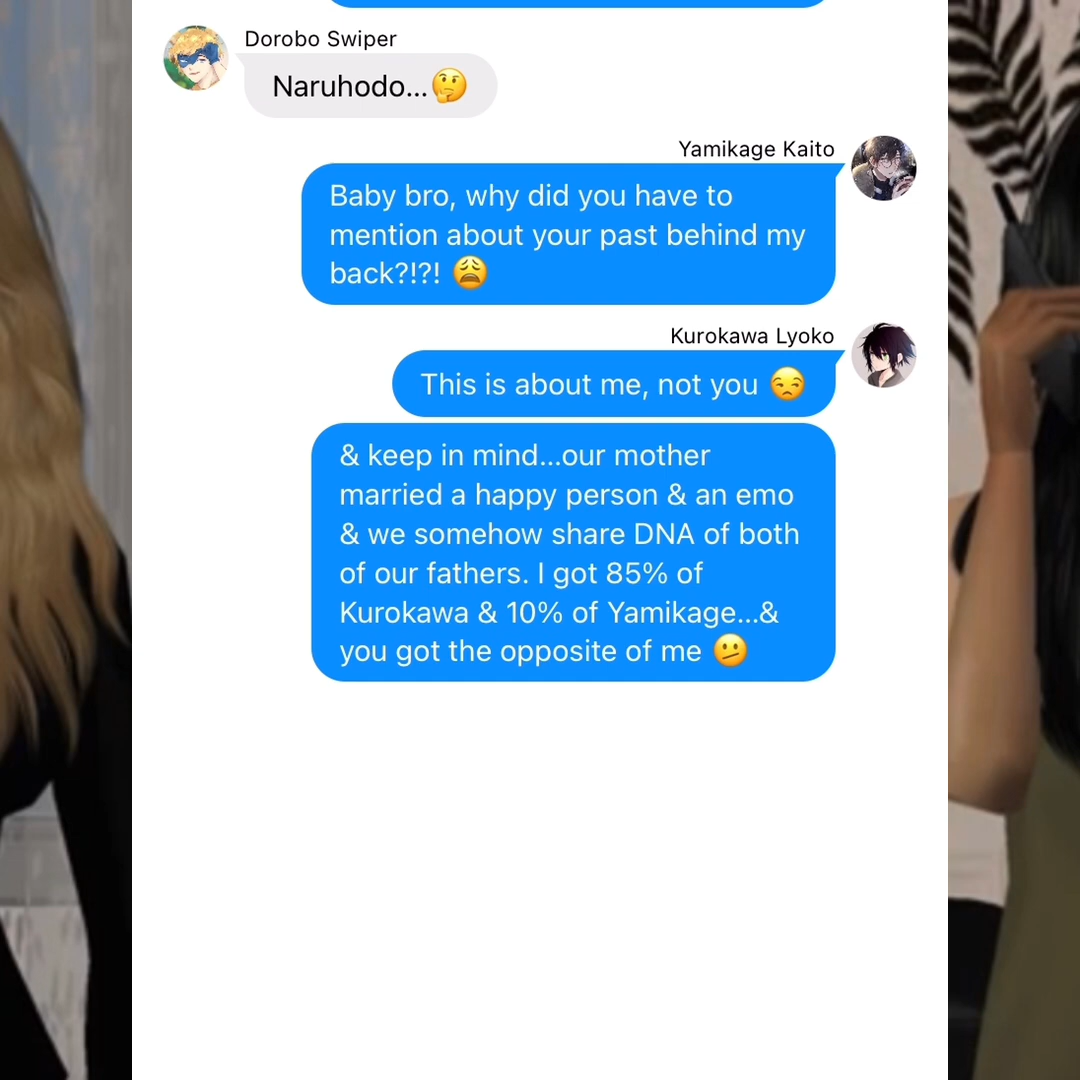 Dorobo Swiper
Naruhodo...🤔
Yamikage Kaito
Baby bro, why did you have to
mention about your past behind my
back?!?! 😩
Kurokawa Lyoko
This is about me, not you 😒
& keep in mind...our mother
married a happy person & an emo
& we somehow share DNA of both
of our fathers. I got 85% of
Kurokawa & 10% of Yamikage...&
you got the opposite of me 🫤